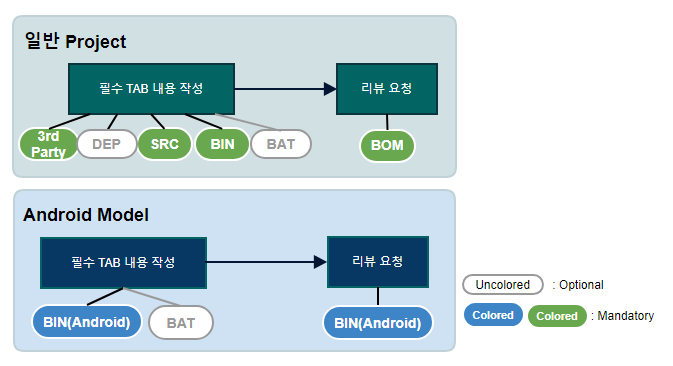 일반 Project
필수 TAB 내용 작성
리뷰 요청
3rd
Party
DEP
SRC
BIN
BAT
BOM
Android Model
필수 TAB 내용 작성
리뷰 요청
BIN(Android)
BAT
BIN(Android)
Uncolored : Optional
Colored Colored : Mandatory